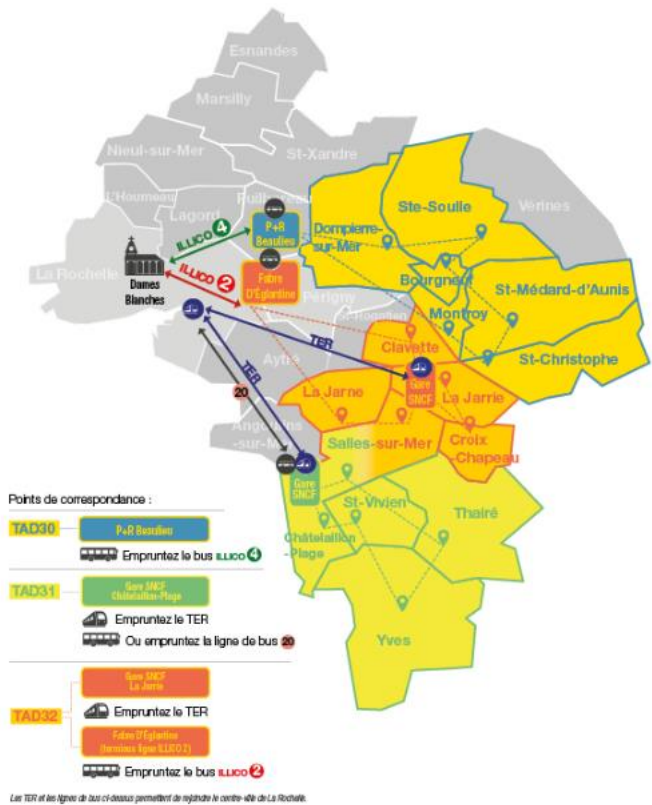 Esnandes
Marsilly
Nieul-sur-Mer
St-Xandre
L'Houmeau
Lagord
Puilboreau
Vérines
Ste-Soulle
ILLICO 4
P+R
Beaulieu
Dompierre
-sur-Mer
La Rochelle
Dames
Blanches
ILLICO 2
Fabre
D'Églantine
Périgny
Bourgneuf
St-Médard-d'Aunis
Montroy
St-Rogatien
St-Christophe
Clavette
TER
Aytré
TER
Gare
SNCF
La Jarne
La Jarrie
20
Angoulins
-sur-Mer
Salles-sur-Mer
Croix
-Chapeau
Gare
SNCF
St-Vivien
Thairé
Châtelaillon
-Plage
Yves
Points de correspondance :
TAD30
P+R Beaulieu
Empruntez le bus ILLICO 4
TAD31
Gare SNCF
Châtelaillon-Plage
Empruntez le TER
Ou empruntez la ligne de bus 20
TAD32
Gare SNCF
La Jarrie
Empruntez le TER
Fabre D'Églantine
(terminus ligne ILLICO 2)
Empruntez le bus ILLICO 2
Les TER et les lignes de bus ci-dessus permettent de rejoindre le centre-ville de La Rochelle.